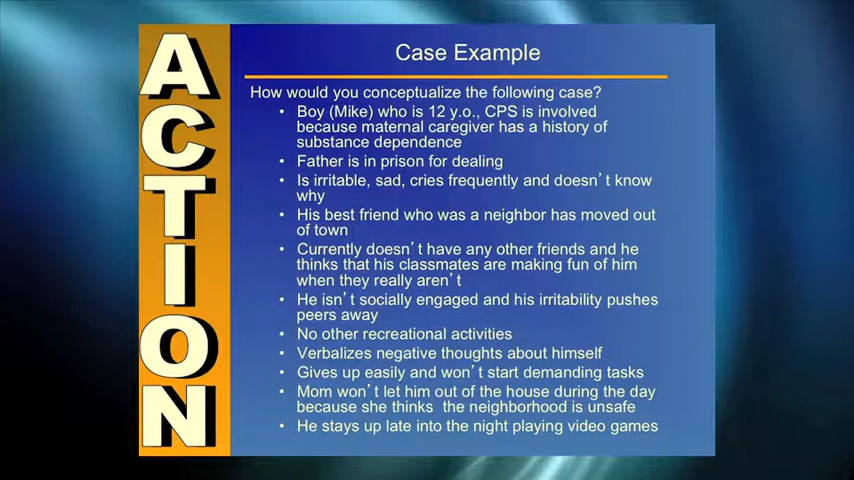 ACTION
Case Example
How would you conceptualize the following case?
• Boy (Mike) who is 12 y.o., CPS is involved
because maternal caregiver has a history of
substance dependence
• Father is in prison for dealing
• Is irritable, sad, cries frequently and doesn't know
why
• His best friend who was a neighbor has moved out
of town
• Currently doesn't have any other friends and he
thinks that his classmates are making fun of him
when they really aren't
• He isn't socially engaged and his irritability pushes
peers away
• No other recreational activities
• Verbalizes negative thoughts about himself
• Gives up easily and won't start demanding tasks
• Mom won't let him out of the house during the day
because she thinks the neighborhood is unsafe
• He stays up late into the night playing video games